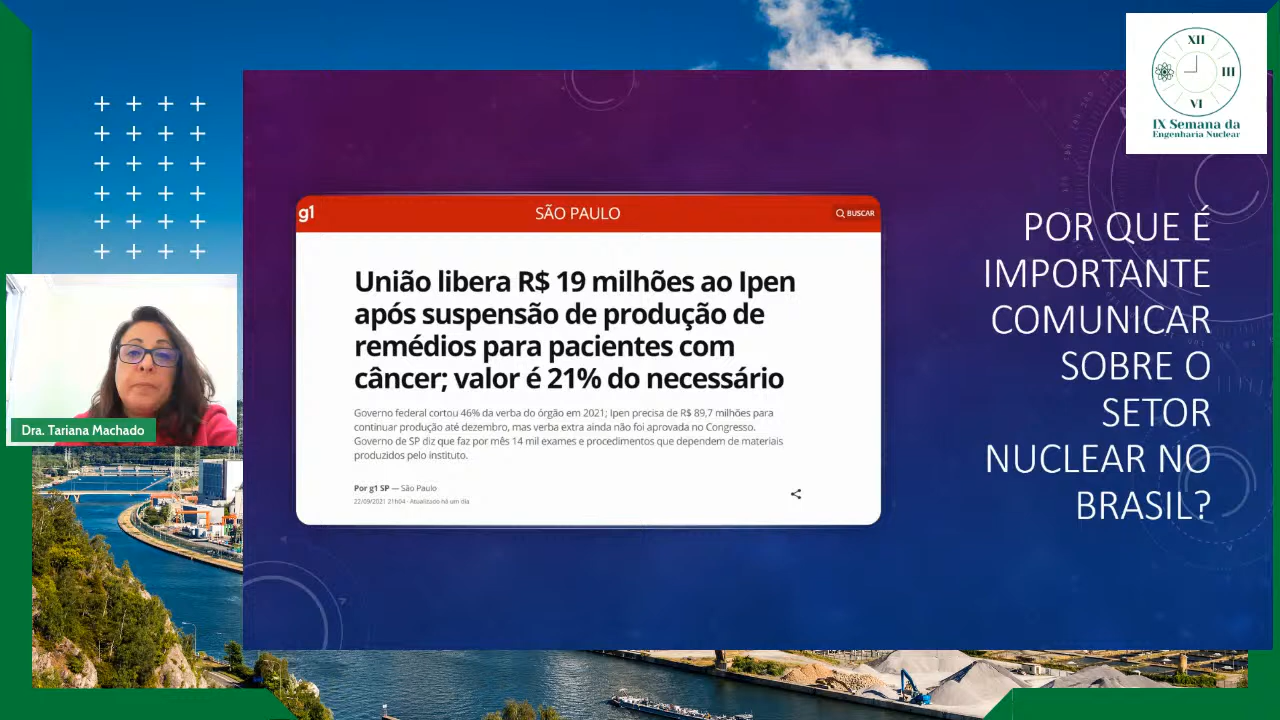 XII
III
VI
IX Semana da
Engenharia Nuclear
g1
SÃO PAULO
BUSCAR
União libera R$ 19 milhões ao Ipen
após suspensão de produção de
remédios para pacientes com
câncer; valor é 21% do necessário
Governo federal cortou 46% da verba do órgão em 2021; Ipen precisa de R$ 89,7 milhões para
continuar produção até dezembro, mas verba extra ainda não foi aprovada no Congresso.
Governo de SP diz que faz por mês 14 mil exames e procedimentos que dependem de materiais
produzidos pelo instituto.
Por g1 SP — São Paulo
22/09/2021 21h04 · Atualizado há um dia
POR QUE É
IMPORTANTE
COMUNICAR
SOBRE O
SETOR
NUCLEAR NO
BRASIL?
Dra. Tariana Machado